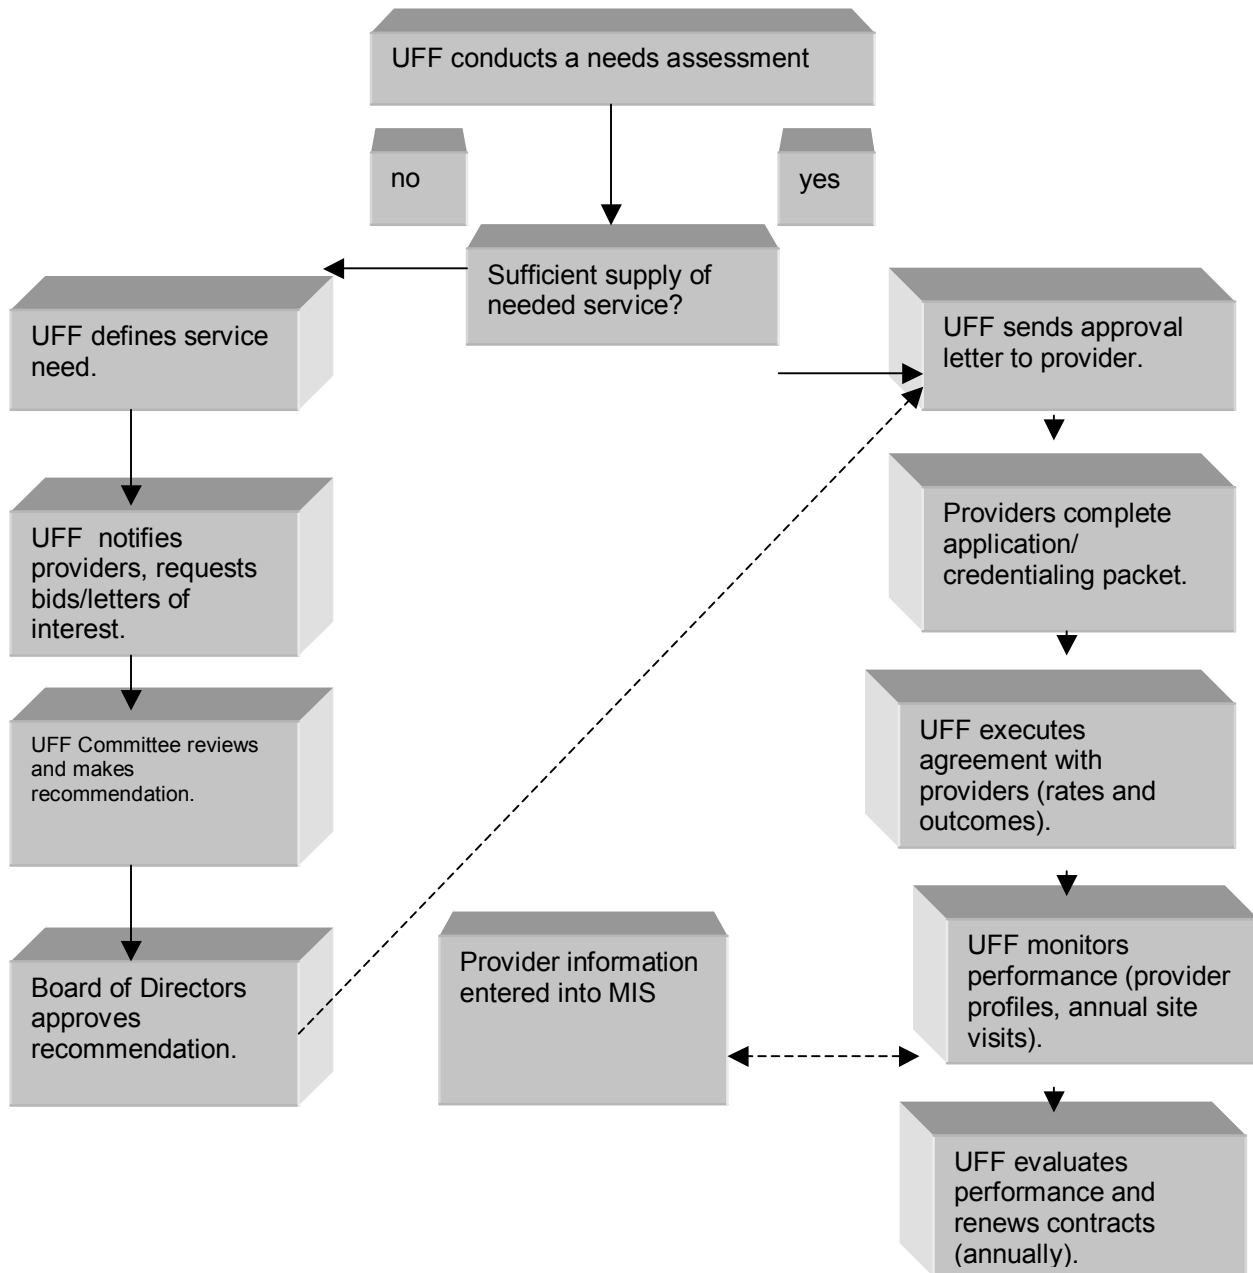 UFF conducts a needs assessment
no
yes
Sufficient supply of
needed service?
UFF defines service
need.
UFF sends approval
letter to provider.
UFF  notifies
providers, requests
bids/letters of
interest.
Providers complete
application/
credentialing packet.
UFF Committee reviews
and makes
recommendation.
UFF executes
agreement with
providers (rates and
outcomes).
Board of Directors
approves
recommendation.
Provider information
entered into MIS
UFF monitors
performance (provider
profiles, annual site
visits).
UFF evaluates
performance and
renews contracts
(annually).